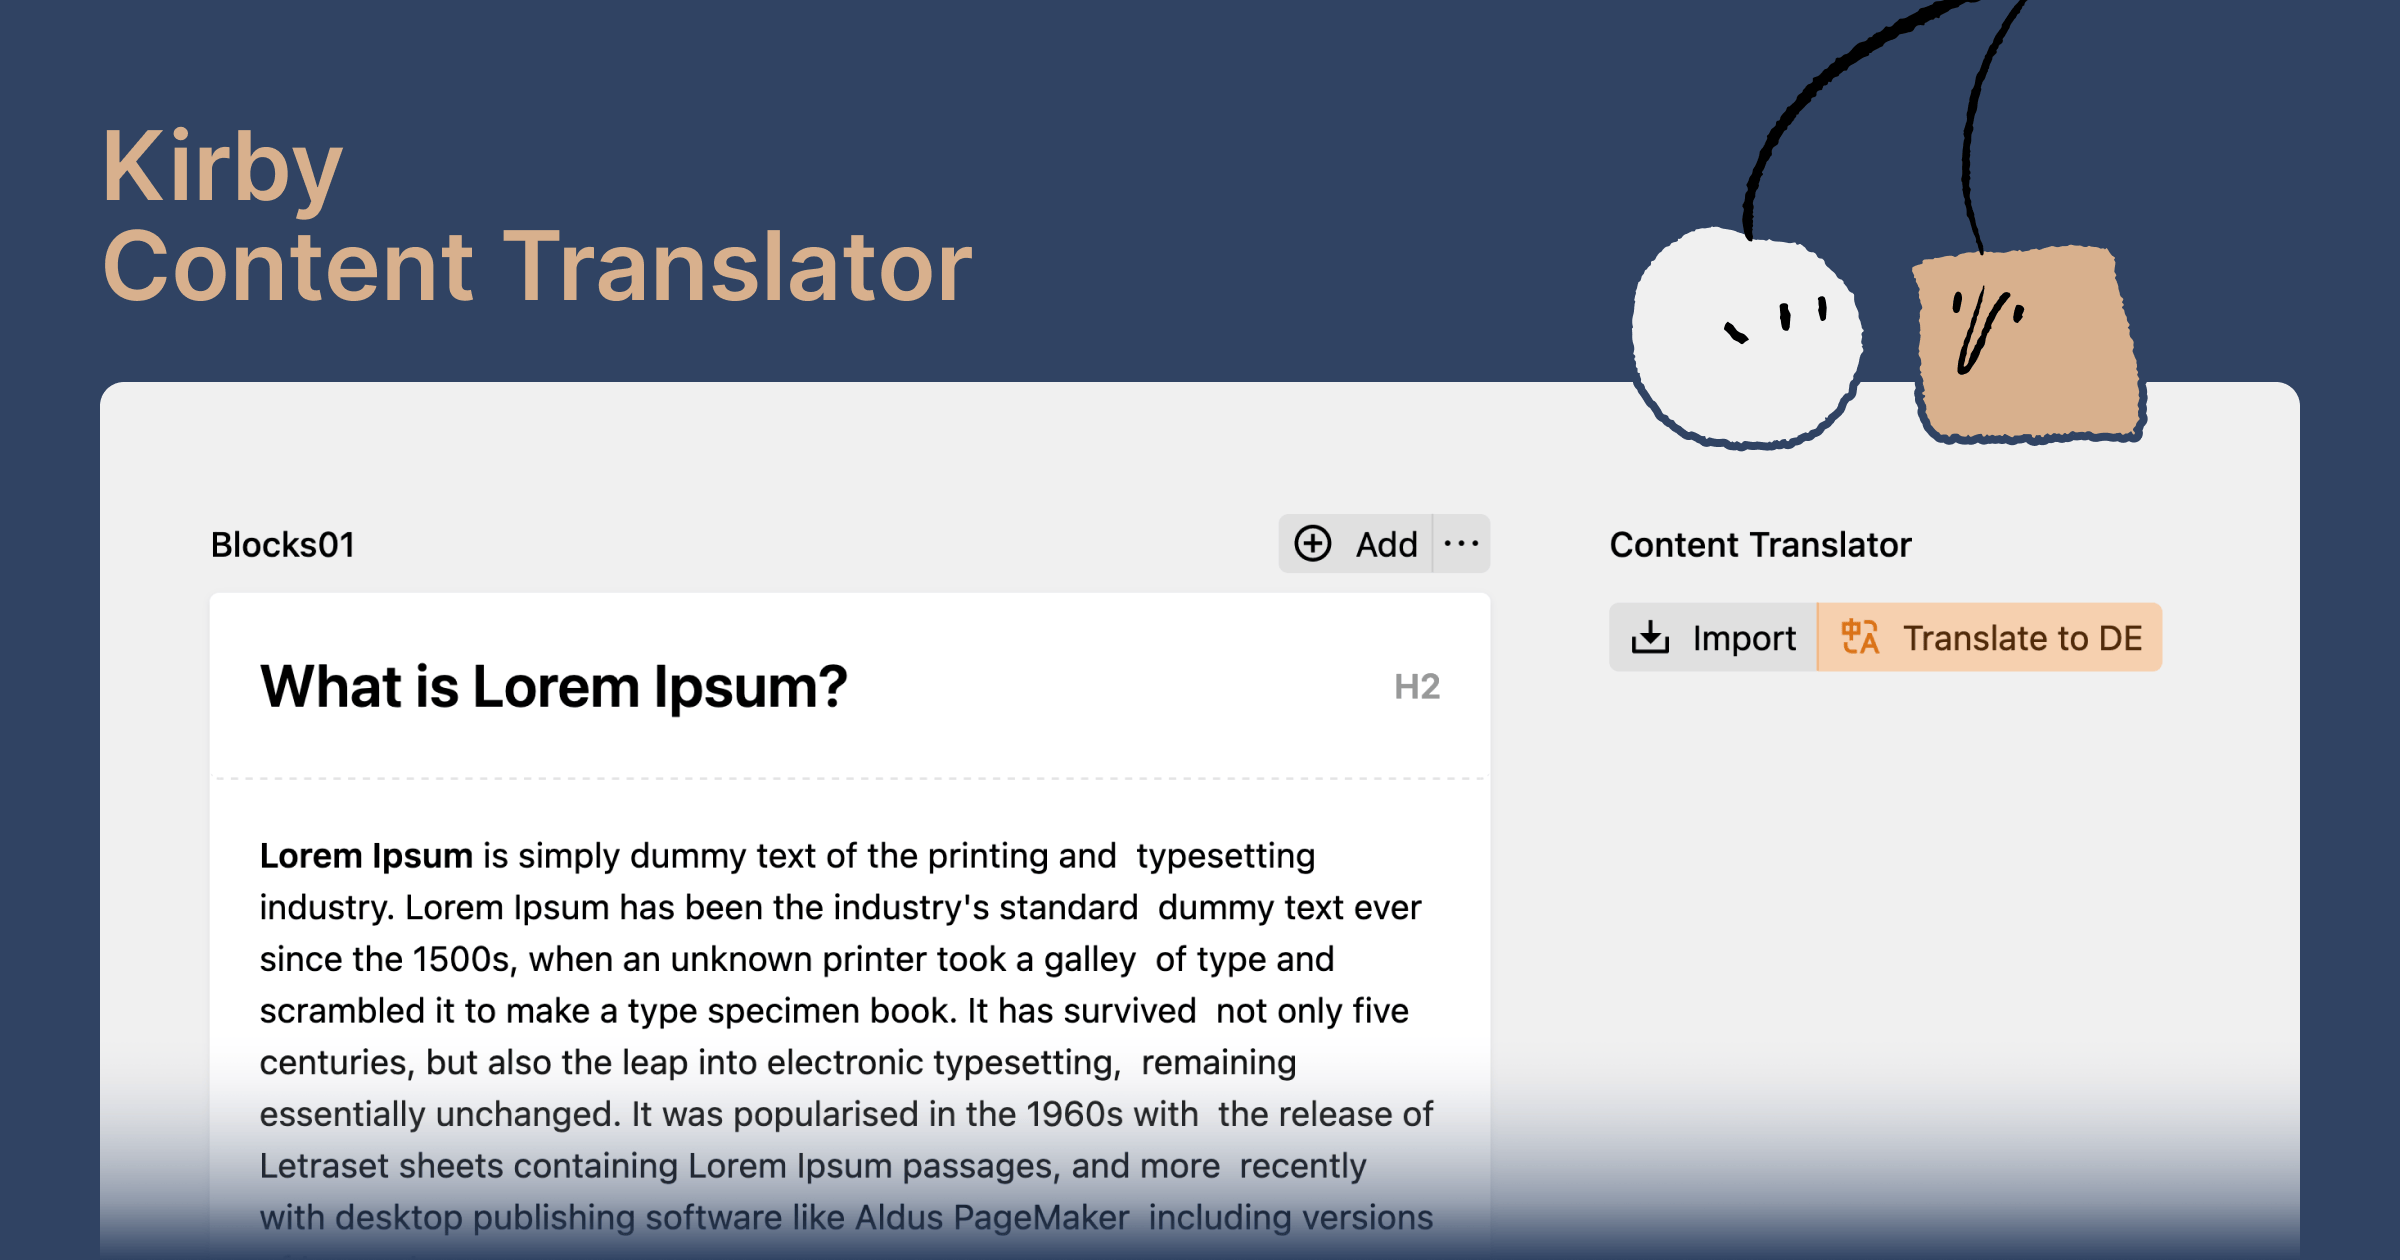 Kirby
Content Translator
Blocks01
Add
Content Translator
Import
Translate to DE
What is Lorem Ipsum?
H2
Lorem Ipsum is simply dummy text of the printing and typesetting
industry. Lorem Ipsum has been the industry's standard dummy text ever
since the 1500s, when an unknown printer took a galley of type and
scrambled it to make a type specimen book. It has survived not only five
centuries, but also the leap into electronic typesetting, remaining
essentially unchanged. It was popularised in the 1960s with the release of
Letraset sheets containing Lorem Ipsum passages, and more recently
with desktop publishing software like Aldus PageMaker including versions